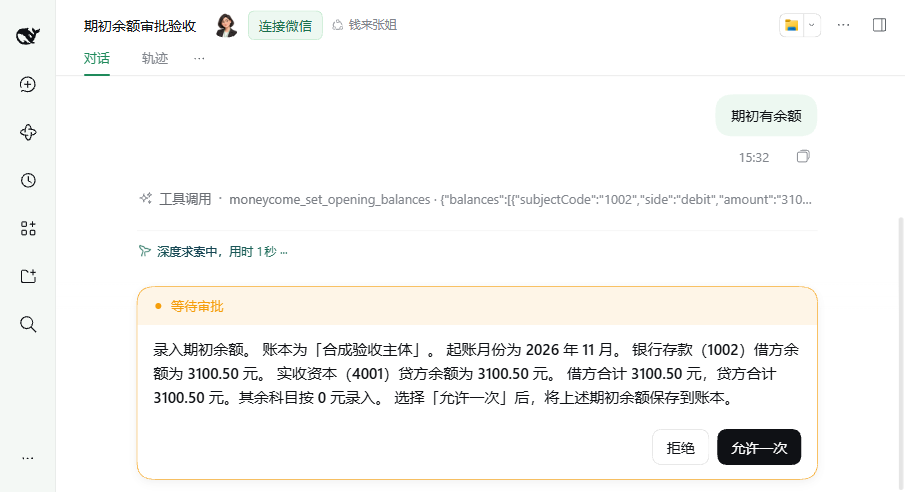 期初余额审批验收
连接微信
钱来张姐
对话
轨迹
期初有余额
15:32
工具调用 · moneycome_set_opening_balances · {"balances":[{"subjectCode":"1002","side":"debit","amount":"310...
深度求索中，用时 1秒 ···
等待审批
录入期初余额。 账本为「合成验收主体」。 起账月份为 2026 年 11 月。 银行存款（1002）借方余
额为 3100.50 元。 实收资本（4001）贷方余额为 3100.50 元。 借方合计 3100.50 元，贷方合计
3100.50 元。其余科目按 0 元录入。 选择「允许一次」后，将上述期初余额保存到账本。
拒绝
允许一次